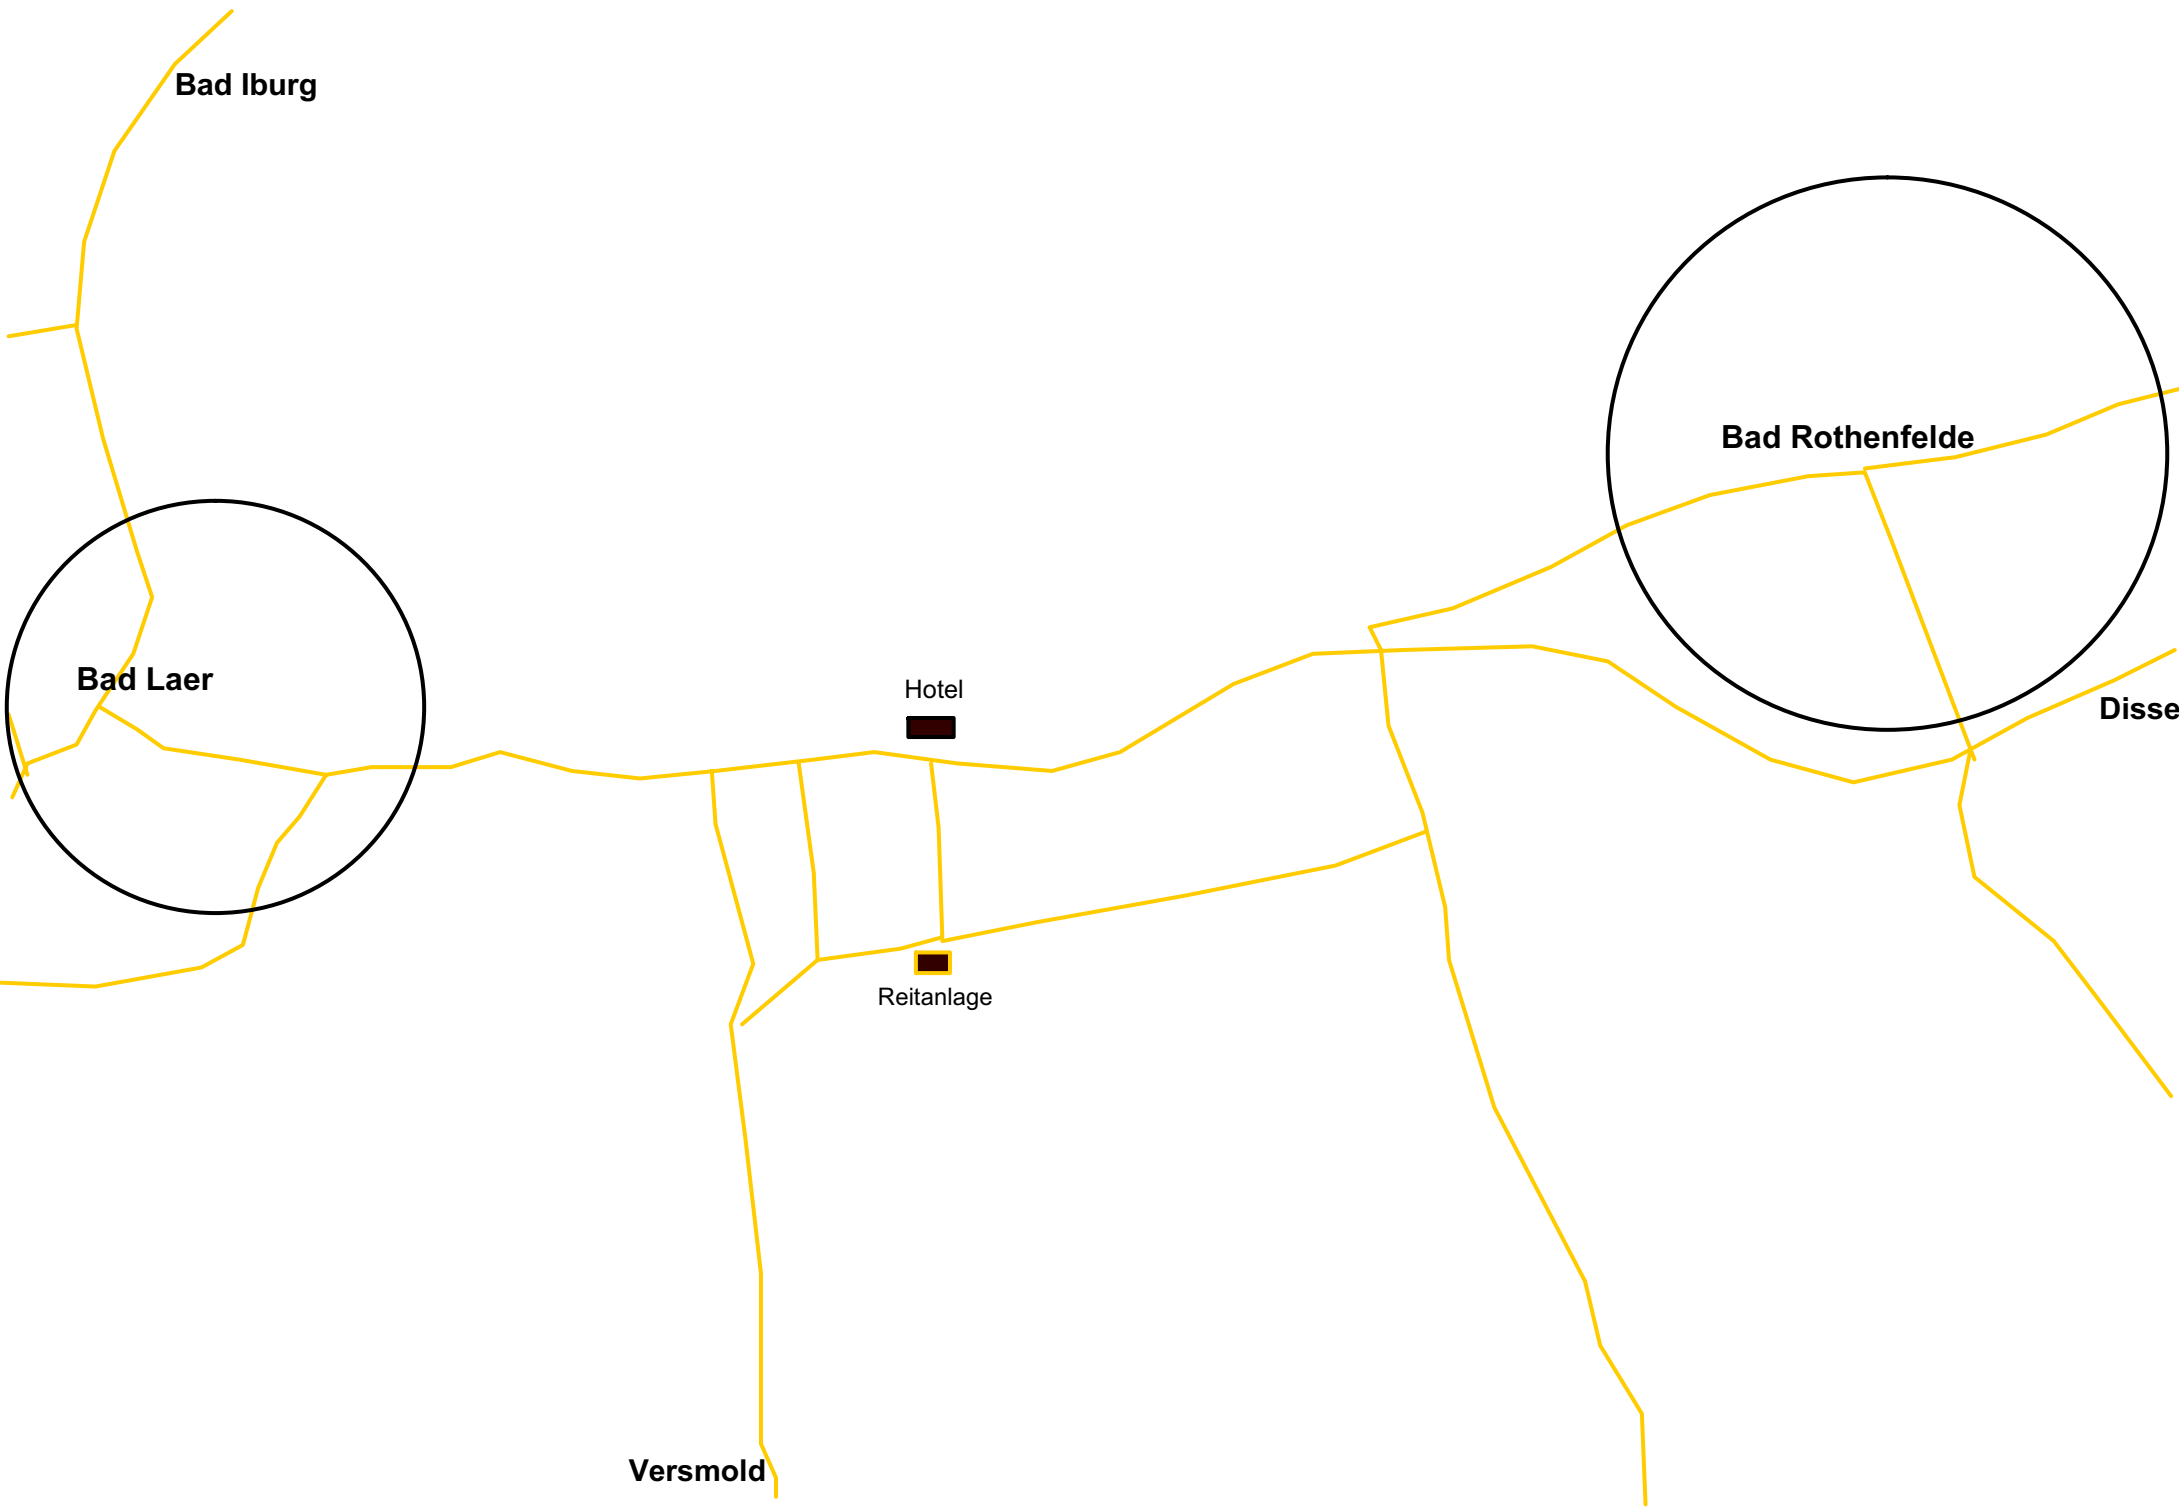 Bad Iburg
Bad Rothenfelde
Bad Laer
Hotel
Disse
Reitanlage
Versmold